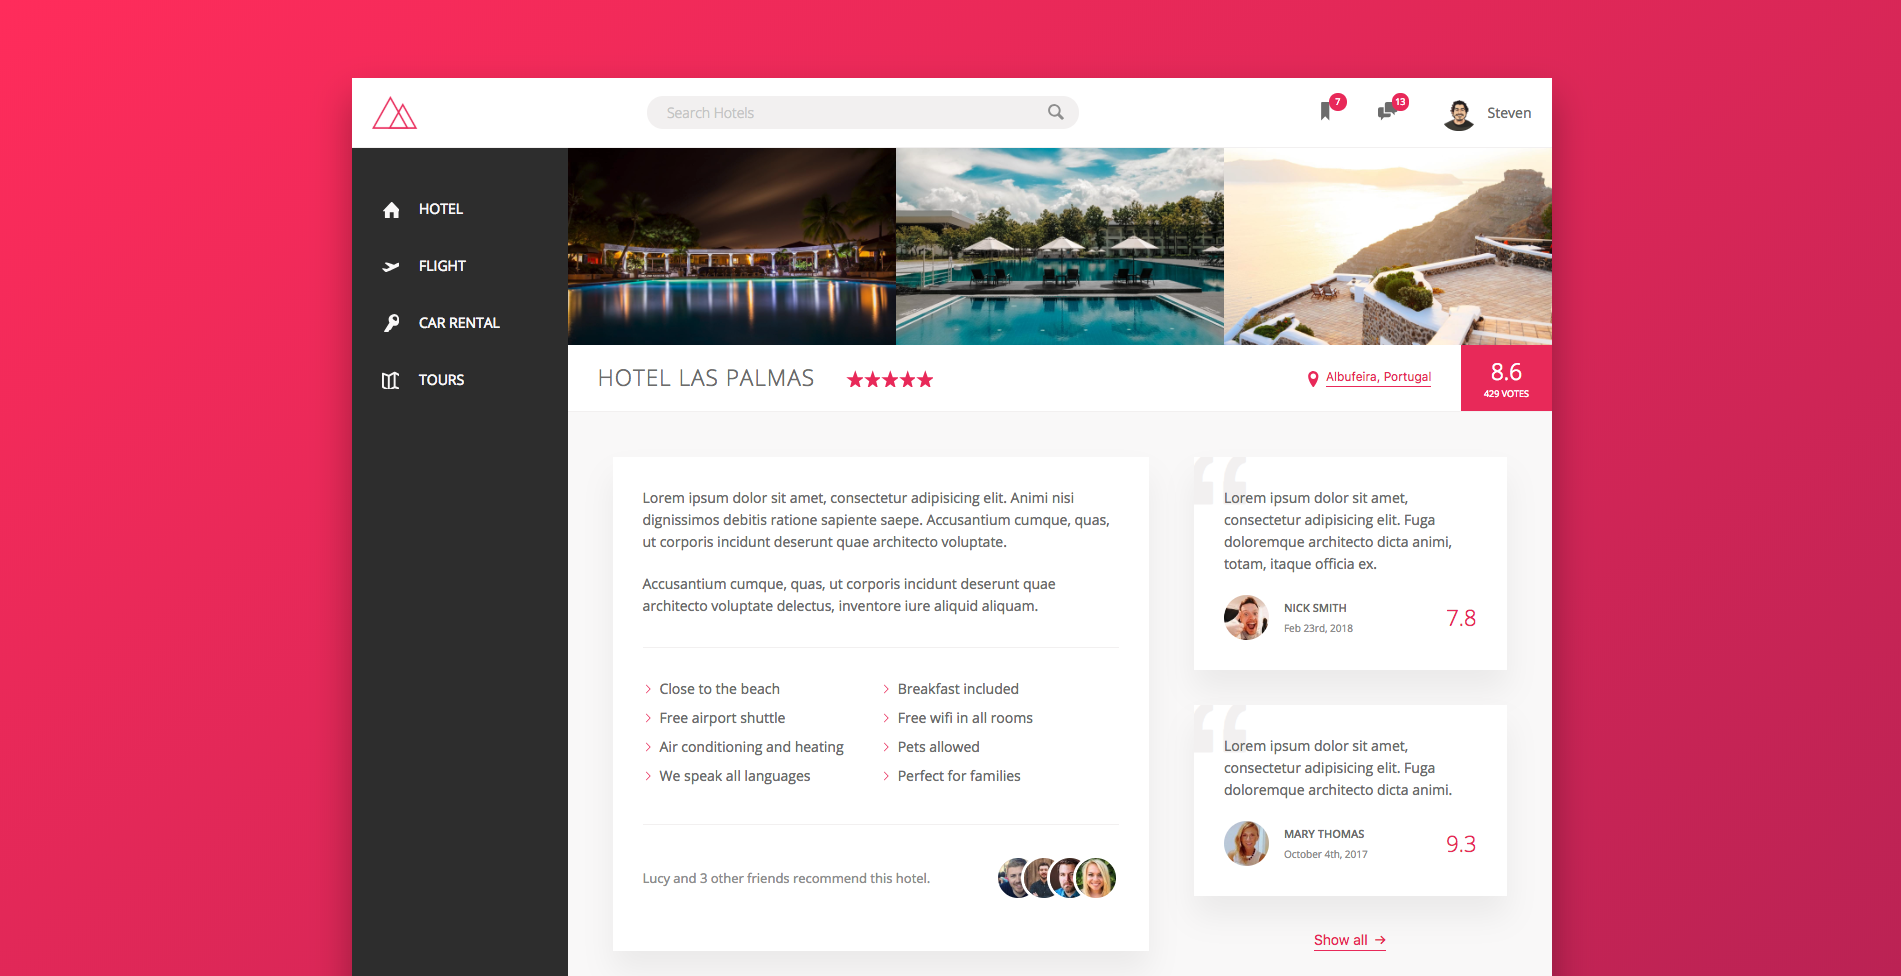 Search Hotels
7
13
Steven
HOTEL
FLIGHT
CAR RENTAL
TOURS
HOTEL LAS PALMAS
Albufeira, Portugal
8.6
429 VOTES
Lorem ipsum dolor sit amet, consectetur adipisicing elit. Animi nisi
dignissimos debitis ratione sapiente saepe. Accusantium cumque, quas,
ut corporis incidunt deserunt quae architecto voluptate.
Accusantium cumque, quas, ut corporis incidunt deserunt quae
architecto voluptate delectus, inventore iure aliquid aliquam.
Close to the beach
Free airport shuttle
Air conditioning and heating
We speak all languages
Breakfast included
Free wifi in all rooms
Pets allowed
Perfect for families
Lucy and 3 other friends recommend this hotel.
“
Lorem ipsum dolor sit amet,
consectetur adipisicing elit. Fuga
doloremque architecto dicta animi,
totam, itaque officia ex.
NICK SMITH
Feb 23rd, 2018
7.8
“
Lorem ipsum dolor sit amet,
consectetur adipisicing elit. Fuga
doloremque architecto dicta animi.
MARY THOMAS
October 4th, 2017
9.3
Show all →